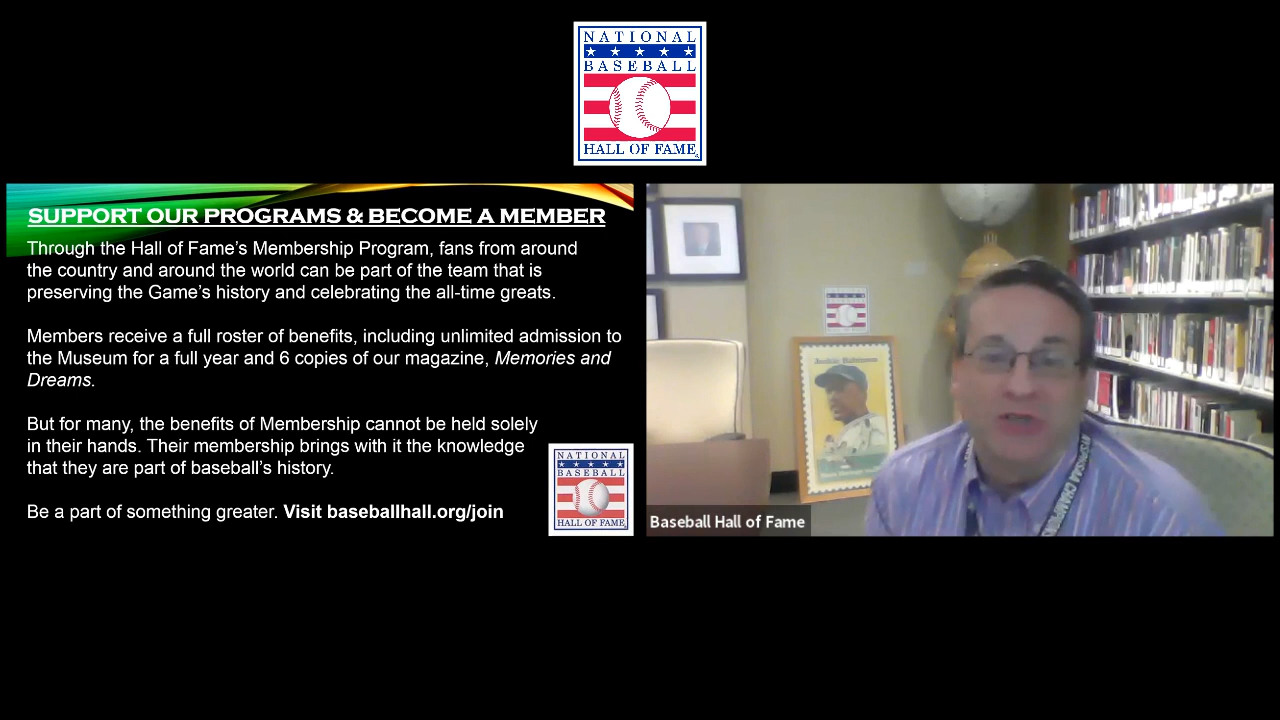 NATIONAL
BASEBALL
HALL OF FAME
SUPPORT OUR PROGRAMS & BECOME A MEMBER
Through the Hall of Fame's Membership Program, fans from around
the country and around the world can be part of the team that is
preserving the Game's history and celebrating the all-time greats.
Members receive a full roster of benefits, including unlimited admission to
the Museum for a full year and 6 copies of our magazine, Memories and
Dreams.
But for many, the benefits of Membership cannot be held solely
in their hands. Their membership brings with it the knowledge
that they are part of baseball's history.
Be a part of something greater. Visit baseballhall.org/join
NATIONAL
BASEBALL
HALL OF FAME
Jackie Robinson
Baseball Hall of Fame